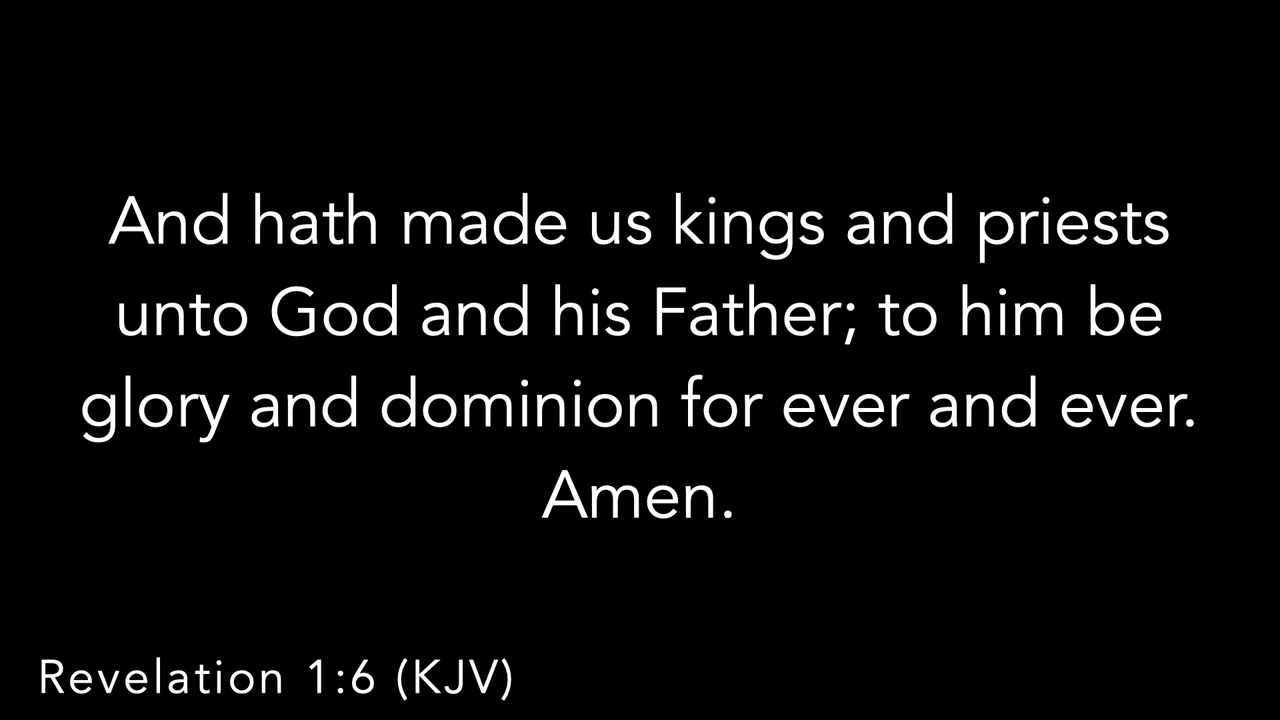 And hath made us kings and priests
unto God and his Father; to him be
glory and dominion for ever and ever.
Amen.
Revelation 1:6 (KJV)